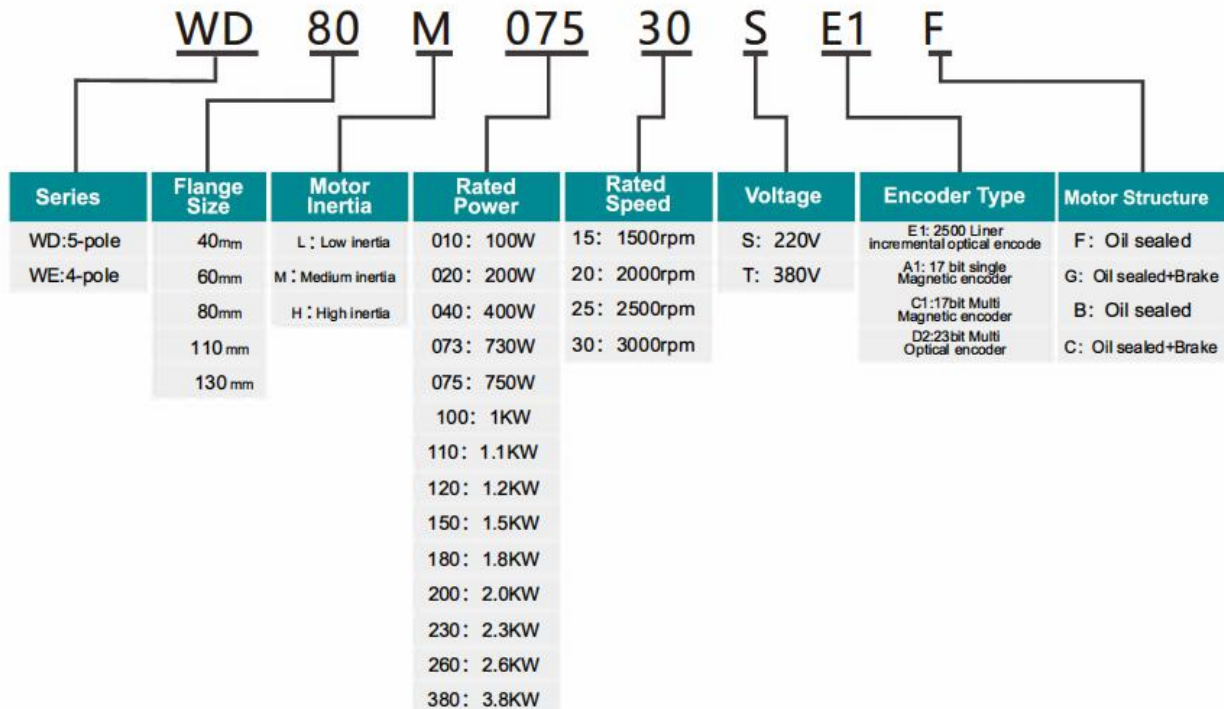 WD 80 M 075 30 S E1 F
Series
Flange
Size
Motor
Inertia
Rated
Power
Rated
Speed
Voltage
Encoder Type
Motor Structure
WD:5-pole
WE:4-pole
40mm
60mm
80mm
110 mm
130 mm
L：Low inertia
M：Medium inertia
H：High inertia
010：100W
020：200W
040：400W
073：730W
075：750W
100：1KW
110：1.1KW
120：1.2KW
150：1.5KW
180：1.8KW
200：2.0KW
230：2.3KW
260：2.6KW
380：3.8KW
15：1500rpm
20：2000rpm
25：2500rpm
30：3000rpm
S：220V
T：380V
E1: 2500 Liner
incremental optical encode
A1: 17 bit single
Magnetic encoder
C1:17bit Multi
Magnetic encoder
D2:23bit Multi
Optical encoder
F：Oil sealed
G：Oil sealed+Brake
B：Oil sealed
C：Oil sealed+Brake